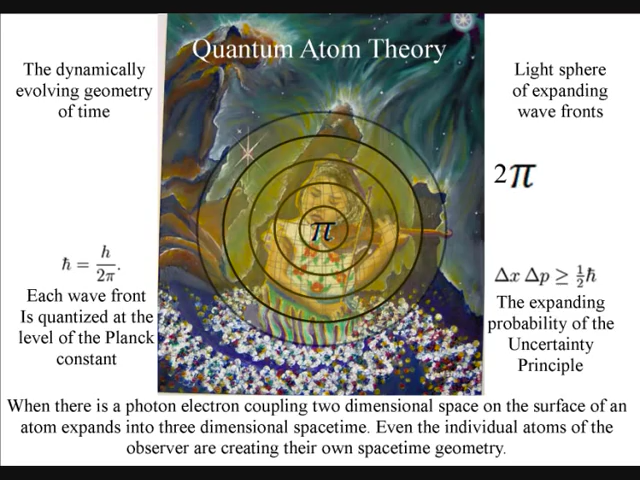 Quantum Atom Theory
The dynamically
evolving geometry
of time
Light sphere
of expanding
wave fronts
2π
π
ħ = h/2π.
Each wave front
Is quantized at the
level of the Planck
constant
Δx Δp ≥ ½ħ
The expanding
probability of the
Uncertainty
Principle
When there is a photon electron coupling two dimensional space on the surface of an
atom expands into three dimensional spacetime. Even the individual atoms of the
observer are creating their own spacetime geometry.